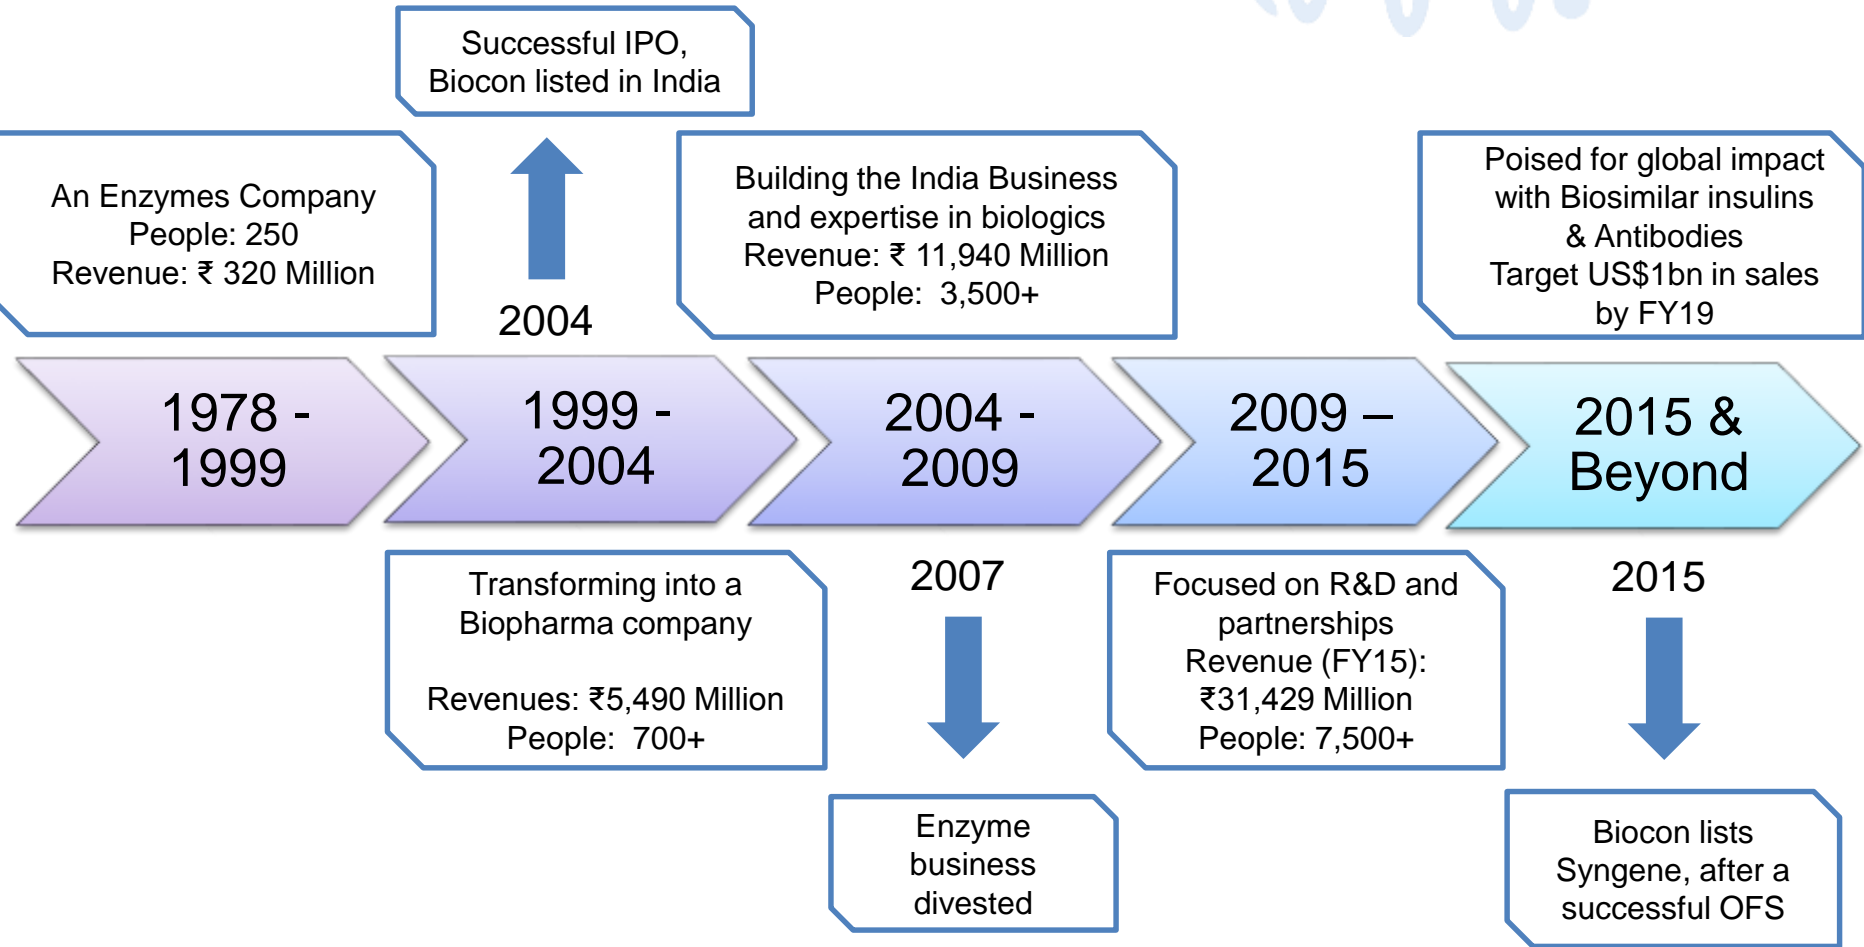 Successful IPO,
Biocon listed in India
An Enzymes Company
People: 250
Revenue: ₹ 320 Million
2004
Building the India Business
and expertise in biologics
Revenue: ₹ 11,940 Million
People:  3,500+
Poised for global impact
with Biosimilar insulins
& Antibodies
Target US$1bn in sales
by FY19
1978 -
1999
1999 -
2004
2004 -
2009
2009 –
2015
2015 &
Beyond
Transforming into a
Biopharma company
Revenues: ₹5,490 Million
People:  700+
2007
Enzyme
business
divested
Focused on R&D and
partnerships
Revenue (FY15):
₹31,429 Million
People: 7,500+
2015
Biocon lists
Syngene, after a
successful OFS